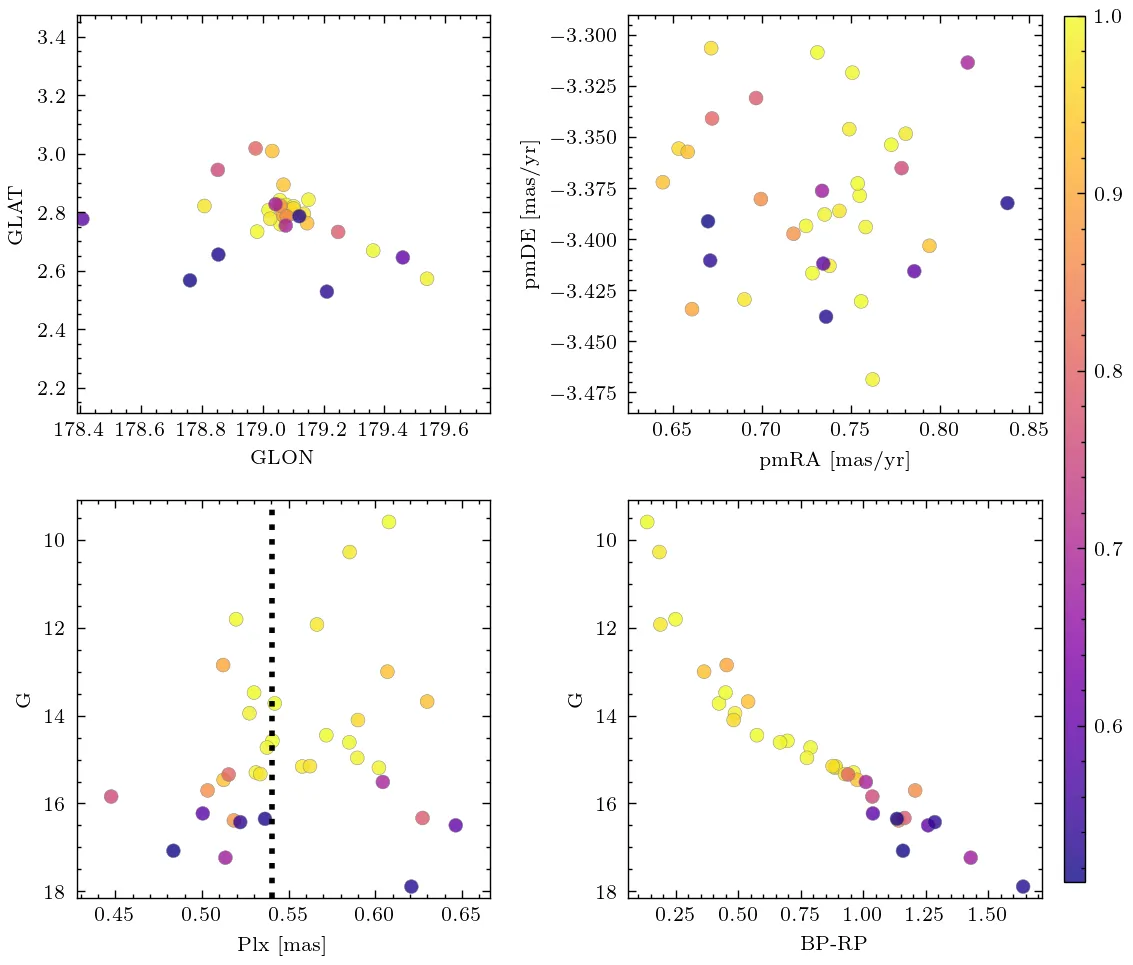 3.4
3.2
3.0
2.8
2.6
2.4
2.2
GLAT
178.4 178.6 178.8 179.0 179.2 179.4 179.6
GLON
−3.300
−3.325
−3.350
−3.375
−3.400
−3.425
−3.450
−3.475
pmDE [mas/yr]
0.65 0.70 0.75 0.80 0.85
pmRA [mas/yr]
1.0
0.9
0.8
0.7
0.6
10
12
14
16
18
G
0.45 0.50 0.55 0.60 0.65
Plx [mas]
10
12
14
16
18
G
0.25 0.50 0.75 1.00 1.25 1.50
BP-RP